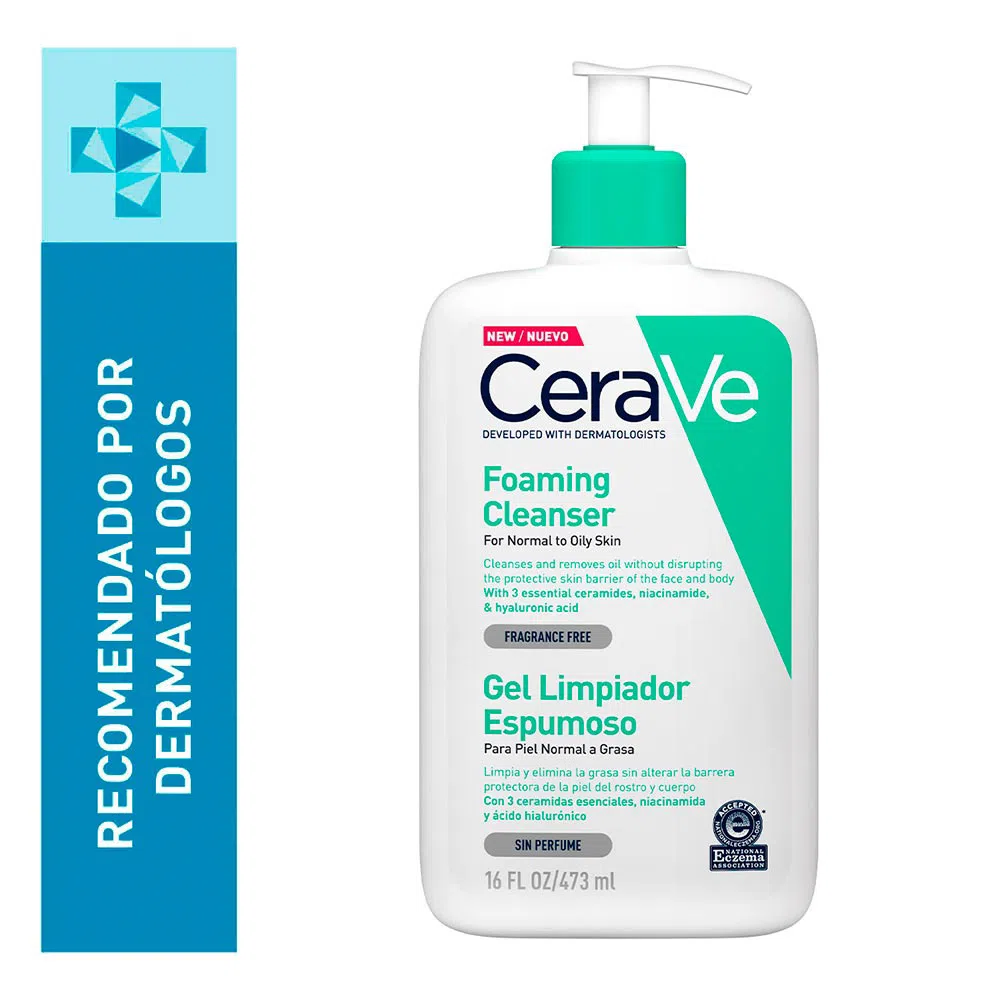 RECOMENDADO POR
DERMATÓLOGOS
NEW / NUEVO
CeraVe
DEVELOPED WITH DERMATOLOGISTS
Foaming
Cleanser
For Normal to Oily Skin
Cleanses and removes oil without disrupting
the protective skin barrier of the face and body
With 3 essential ceramides, niacinamide,
& hyaluronic acid
FRAGRANCE FREE
Gel Limpiador
Espumoso
Para Piel Normal a Grasa
Limpia y elimina la grasa sin alterar la barrera
protectora de la piel del rostro y cuerpo
Con 3 ceramidas esenciales, niacinamida
y ácido hialurónico
SIN PERFUME
16 FL OZ/473 ml
ACCEPTED
NATIONALECZEMA.ORG
NATIONAL
Eczema
ASSOCIATION